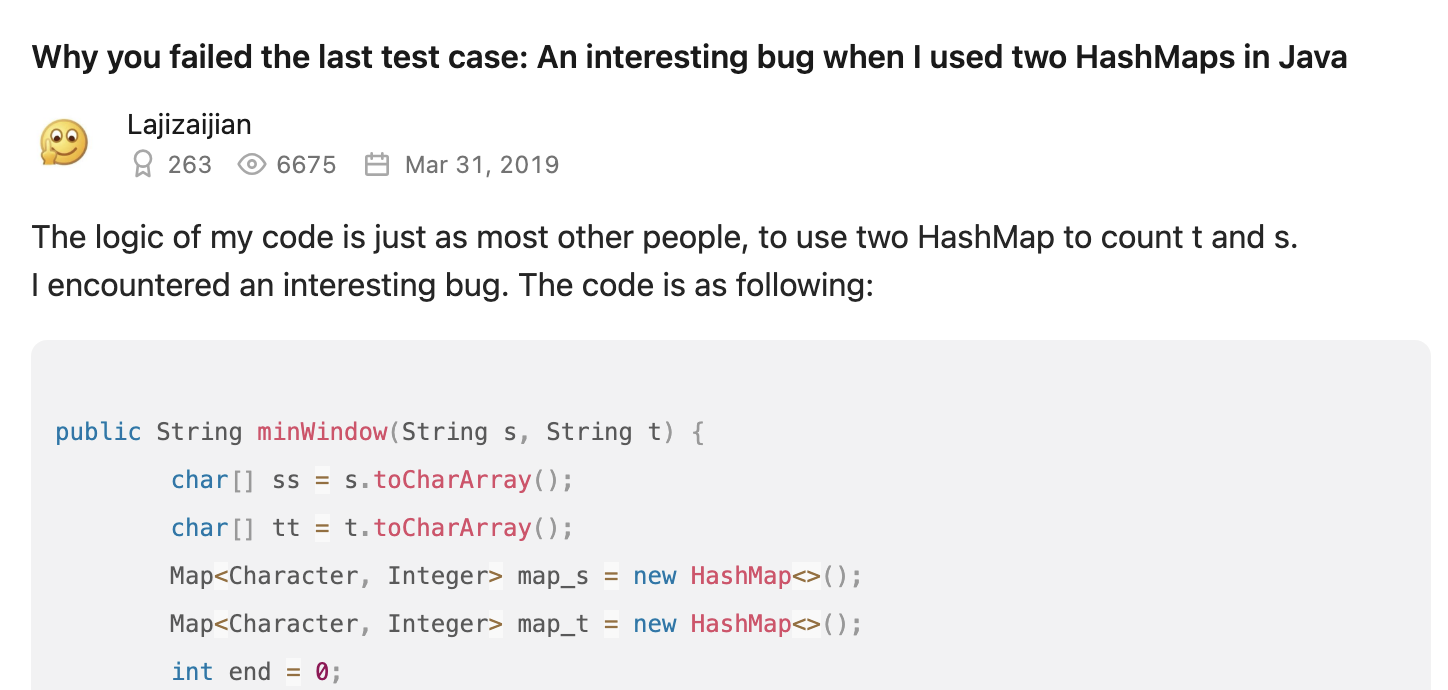 Why you failed the last test case: An interesting bug when I used two HashMaps in Java
Lajizaijian
263 6675 Mar 31, 2019
The logic of my code is just as most other people, to use two HashMap to count t and s.
I encountered an interesting bug. The code is as following:
public String minWindow(String s, String t) {
        char[] ss = s.toCharArray();
        char[] tt = t.toCharArray();
        Map<Character, Integer> map_s = new HashMap<>();
        Map<Character, Integer> map_t = new HashMap<>();
        int end = 0;